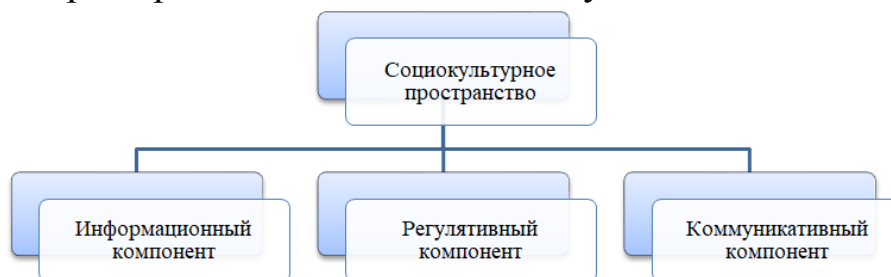 Социокультурное
пространство
Информационный
компонент
Регулятивный
компонент
Коммуникативный
компонент